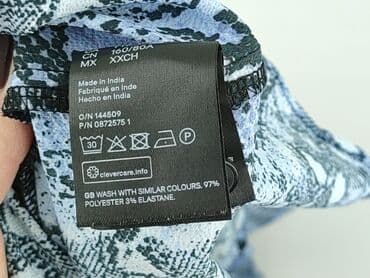 CN 160/80A
MX XXCH
Made in India
Fabriqué en Inde
Hecho en India
O/N 144509
P/N 0872575 1
30 P
clevercare.info
GB WASH WITH SIMILAR COLOURS. 97%
POLYESTER 3% ELASTANE.